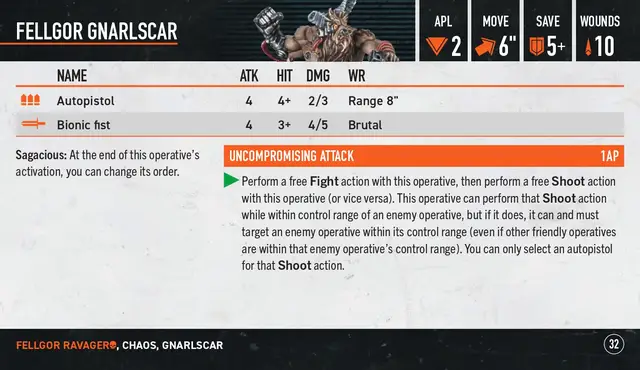 FELLGOR GNARLSCAR
APL
2
MOVE
6"
SAVE
5+
WOUNDS
10
NAME ATK HIT DMG WR
Autopistol 4 4+ 2/3 Range 8"
Bionic fist 4 3+ 4/5 Brutal
Sagacious: At the end of this operative's
activation, you can change its order.
UNCOMPROMISING ATTACK 1AP
Perform a free Fight action with this operative, then perform a free Shoot action
with this operative (or vice versa). This operative can perform that Shoot action
while within control range of an enemy operative, but if it does, it can and must
target an enemy operative within its control range (even if other friendly operatives
are within that enemy operative's control range). You can only select an autopistol
for that Shoot action.
FELLGOR RAVAGER, CHAOS, GNARLSCAR
32